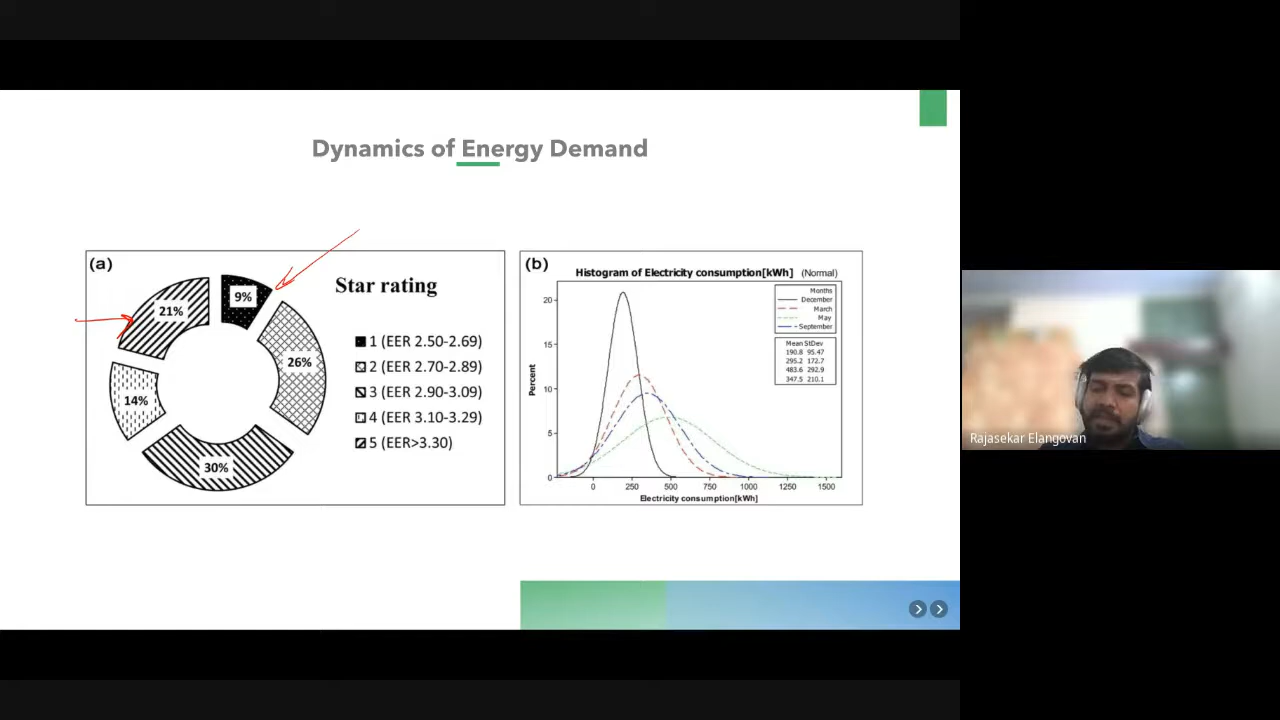 Dynamics of Energy Demand
(a)
Star rating
9%
21%
26%
14%
30%
1 (EER 2.50-2.69)
2 (EER 2.70-2.89)
3 (EER 2.90-3.09)
4 (EER 3.10-3.29)
5 (EER>3.30)
(b)
Histogram of Electricity consumption[kWh] (Normal)
Months
December
March
May
September
Mean StDev
190.8 95.47
295.2 172.7
483.6 292.9
347.5 210.1
Percent
20
15
10
5
0
0 250 500 750 1000 1250 1500
Electricity consumption[kWh]
Rajasekar Elangovan